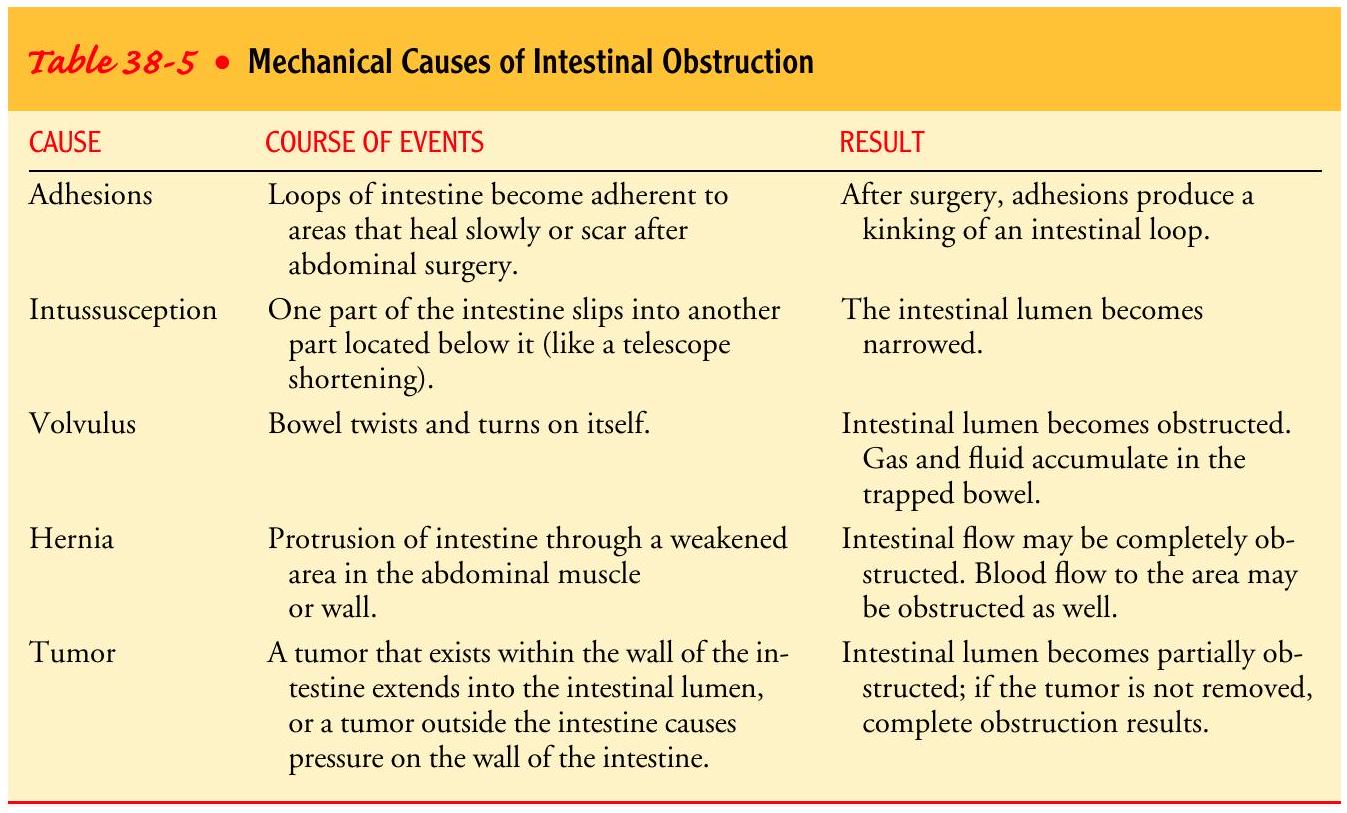 Table 38-5 • Mechanical Causes of Intestinal Obstruction
CAUSE COURSE OF EVENTS RESULT
Adhesions Loops of intestine become adherent to After surgery, adhesions produce a
areas that heal slowly or scar after kinking of an intestinal loop.
abdominal surgery.
Intussusception One part of the intestine slips into another The intestinal lumen becomes
part located below it (like a telescope narrowed.
shortening).
Volvulus Bowel twists and turns on itself. Intestinal lumen becomes obstructed.
Gas and fluid accumulate in the
trapped bowel.
Hernia Protrusion of intestine through a weakened Intestinal flow may be completely ob-
area in the abdominal muscle structed. Blood flow to the area may
or wall. be obstructed as well.
Tumor A tumor that exists within the wall of the in- Intestinal lumen becomes partially ob-
testine extends into the intestinal lumen, structed; if the tumor is not removed,
or a tumor outside the intestine causes complete obstruction results.
pressure on the wall of the intestine.